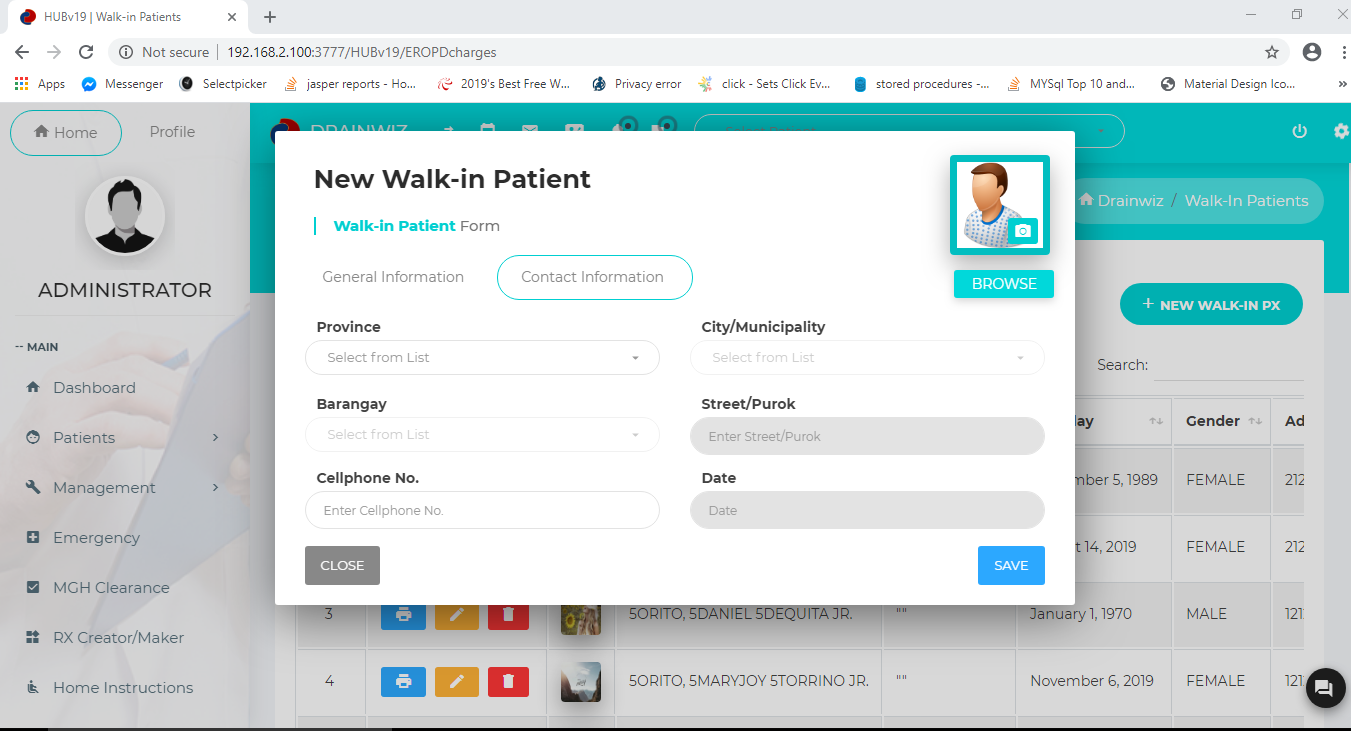 HUBv19 | Walk-in Patients
Not secure
192.168.2.100:3777/HUBv19/EROPDcharges
Apps
Messenger
Selectpicker
jasper reports - Ho...
2019's Best Free W...
Privacy error
click - Sets Click Ev...
stored procedures -...
MYSql Top 10 and...
Material Design Ico...
»
Home
Profile
DRAINWIZ
ADMINISTRATOR
-- MAIN
Dashboard
Patients
Management
Emergency
MGH Clearance
RX Creator/Maker
Home Instructions
Drainwiz / Walk-In Patients
+ NEW WALK-IN PX
Search:
New Walk-in Patient
Walk-in Patient Form
General Information
Contact Information
BROWSE
Province
Select from List
City/Municipality
Select from List
Barangay
Select from List
Street/Purok
Enter Street/Purok
Cellphone No.
Enter Cellphone No.
Date
Date
CLOSE
SAVE
Gender
Ad
5, 1989 FEMALE 212
14, 2019 FEMALE 212
3 5ORITO, 5DANIEL 5DEQUITA JR. "" January 1, 1970 MALE 121
4 5ORITO, 5MARYJOY 5TORRINO JR. "" November 6, 2019 FEMALE 121